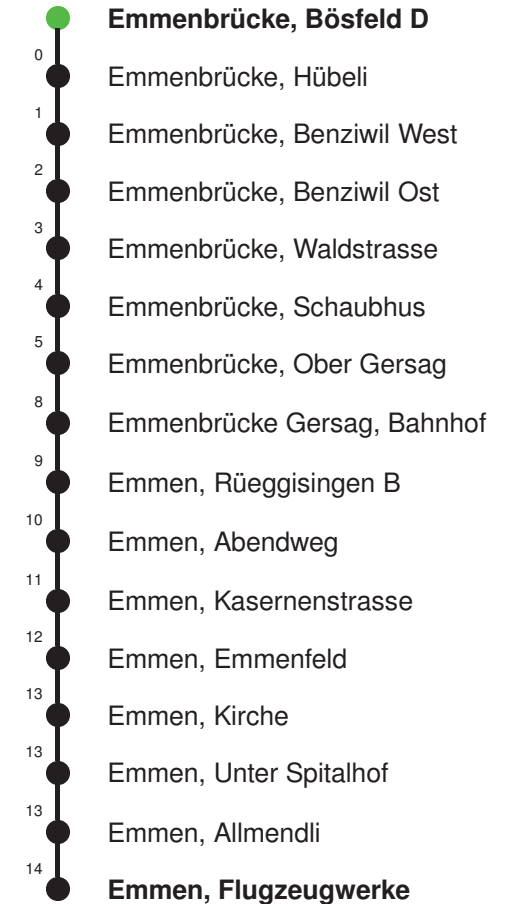 Emmenbrücke, Bösfeld D
0 Emmenbrücke, Hübeli
1 Emmenbrücke, Benziwil West
2 Emmenbrücke, Benziwil Ost
3 Emmenbrücke, Waldstrasse
4 Emmenbrücke, Schaubhus
5 Emmenbrücke, Ober Gersag
8 Emmenbrücke Gersag, Bahnhof
9 Emmen, Rüeggisingen B
10 Emmen, Abendweg
11 Emmen, Kasernenstrasse
12 Emmen, Emmenfeld
13 Emmen, Kirche
13 Emmen, Unter Spitalhof
13 Emmen, Allmendli
14 Emmen, Flugzeugwerke